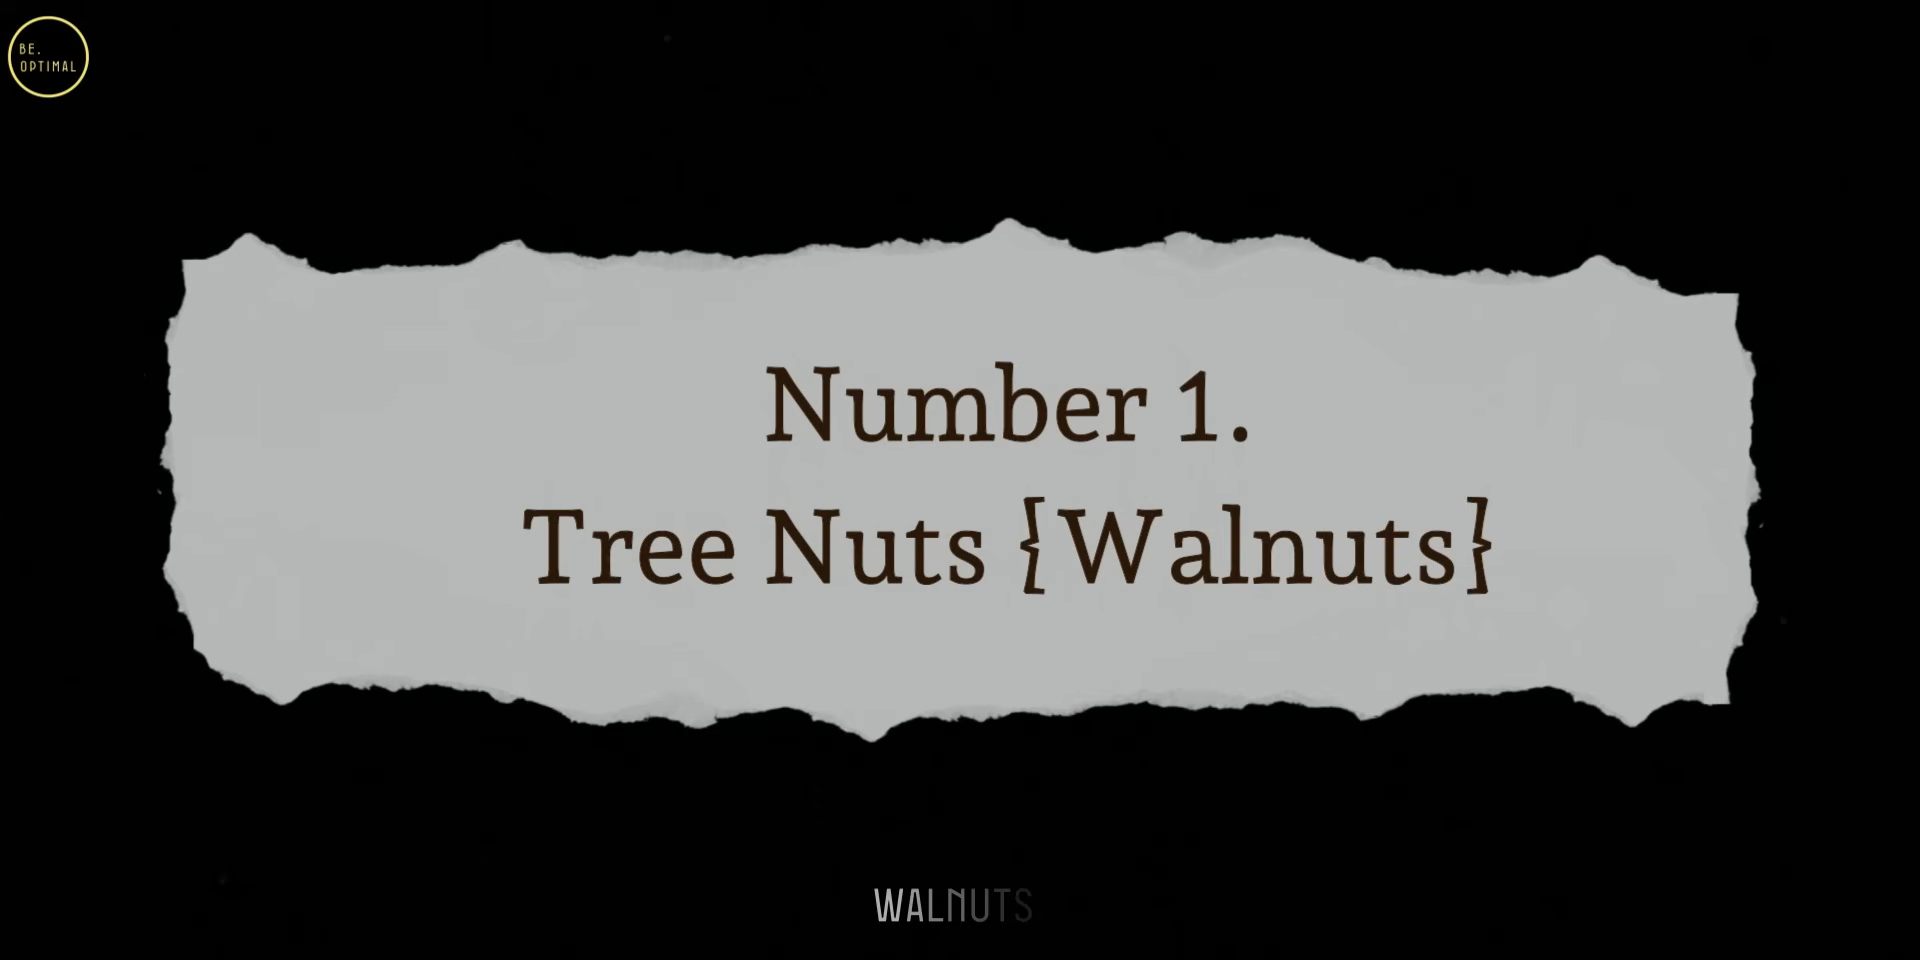 BE.
OPTIMAL
Number 1.
Tree Nuts {Walnuts}
WALNUTS